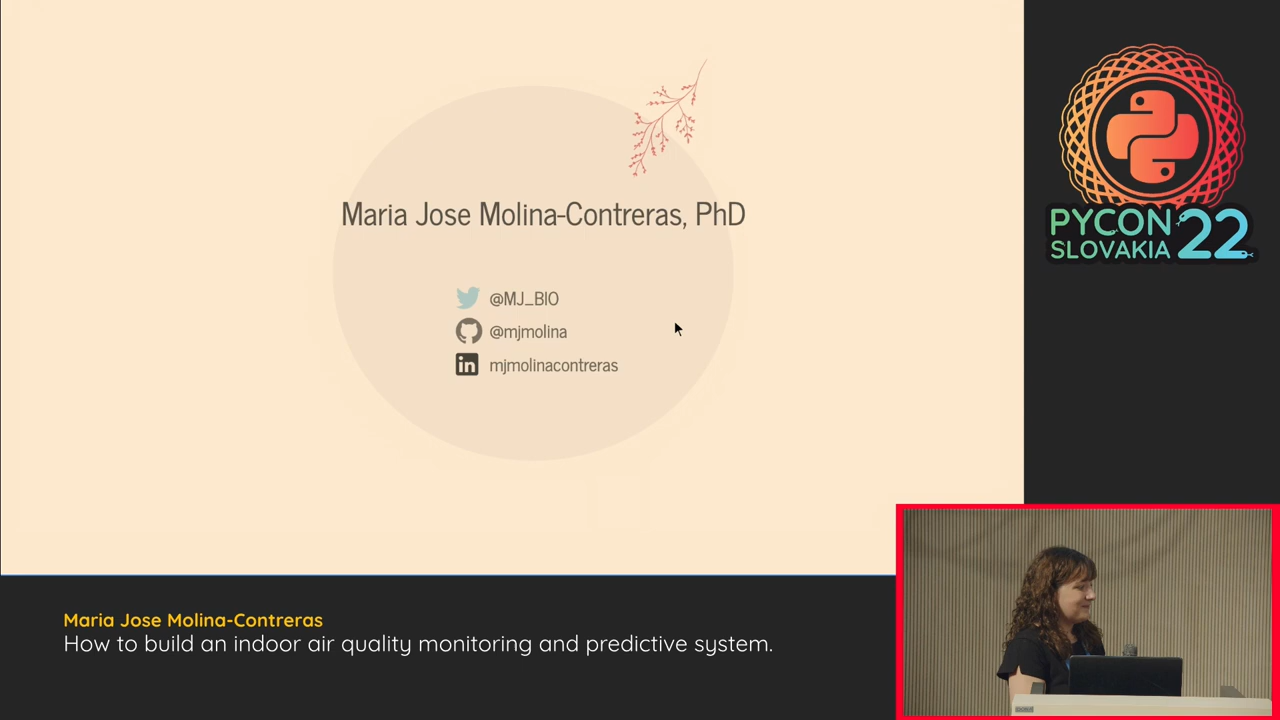 Maria Jose Molina-Contreras, PhD
@MJ_BIO
@mjmolina
in mjmolinacontreras
PYCON
SLOVAKIA
22
Maria Jose Molina-Contreras
How to build an indoor air quality monitoring and predictive system.